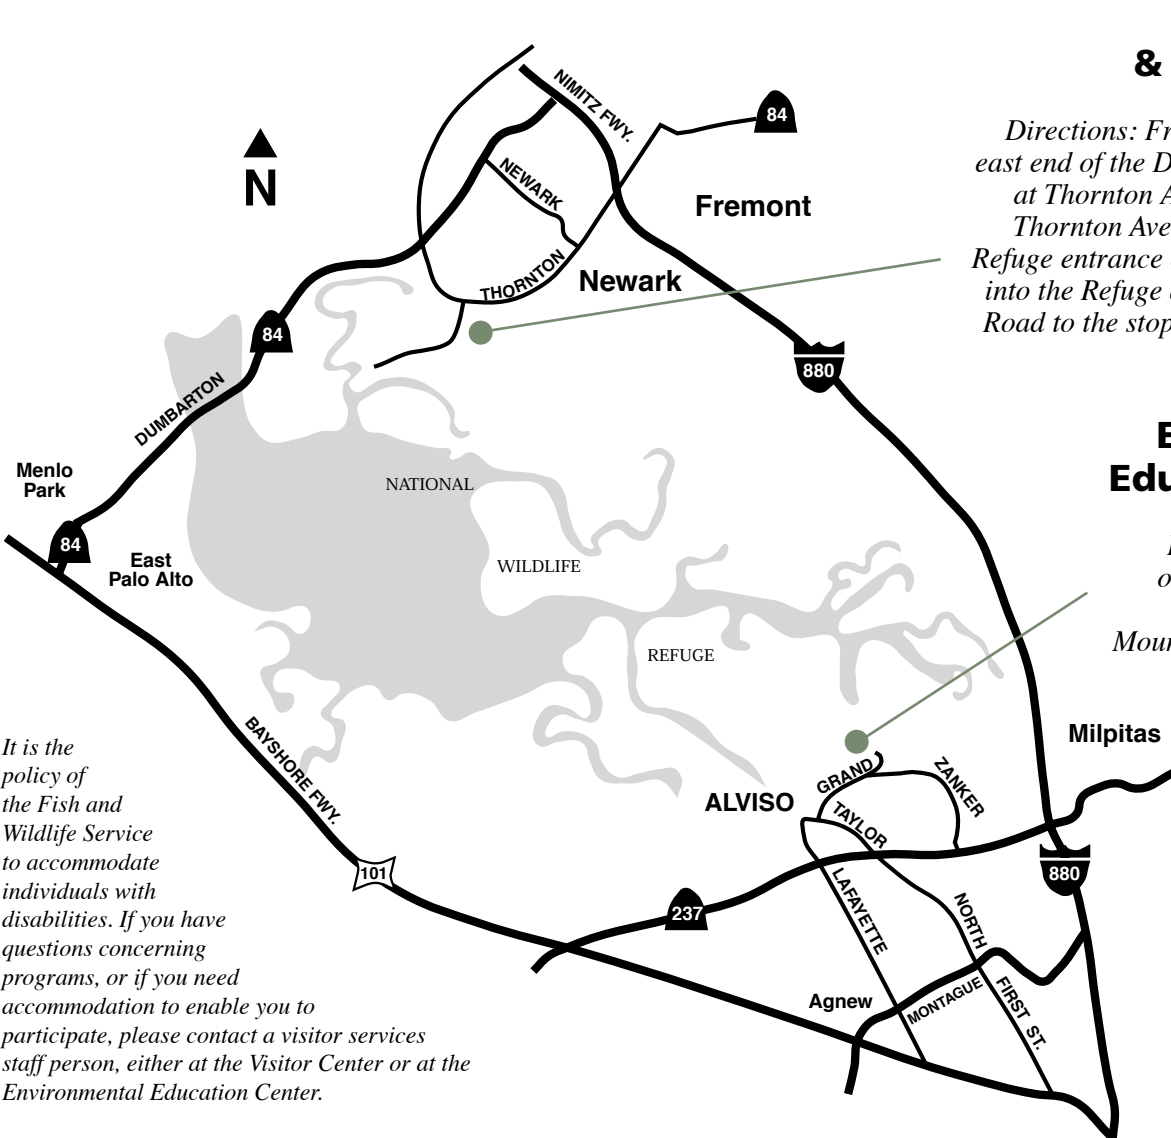 &
Directions: Fr
east end of the D
at Thornton A
Thornton Ave
Refuge entrance
into the Refuge
Road to the stop
E
Edu
o
Moun
N
NIMITZ FWY.
84
NEWARK
Fremont
THORNTON
Newark
84
880
DUMBARTON
Menlo
Park
NATIONAL
84
East
Palo Alto
WILDLIFE
REFUGE
BAYSHORE FWY.
Milpitas
GRAND
ZANKER
ALVISO
TAYLOR
101
880
237
LAFAYETTE
NORTH
FIRST ST.
Agnew
MONTAGUE
It is the
policy of
the Fish and
Wildlife Service
to accommodate
individuals with
disabilities. If you have
questions concerning
programs, or if you need
accommodation to enable you to
participate, please contact a visitor services
staff person, either at the Visitor Center or at the
Environmental Education Center.